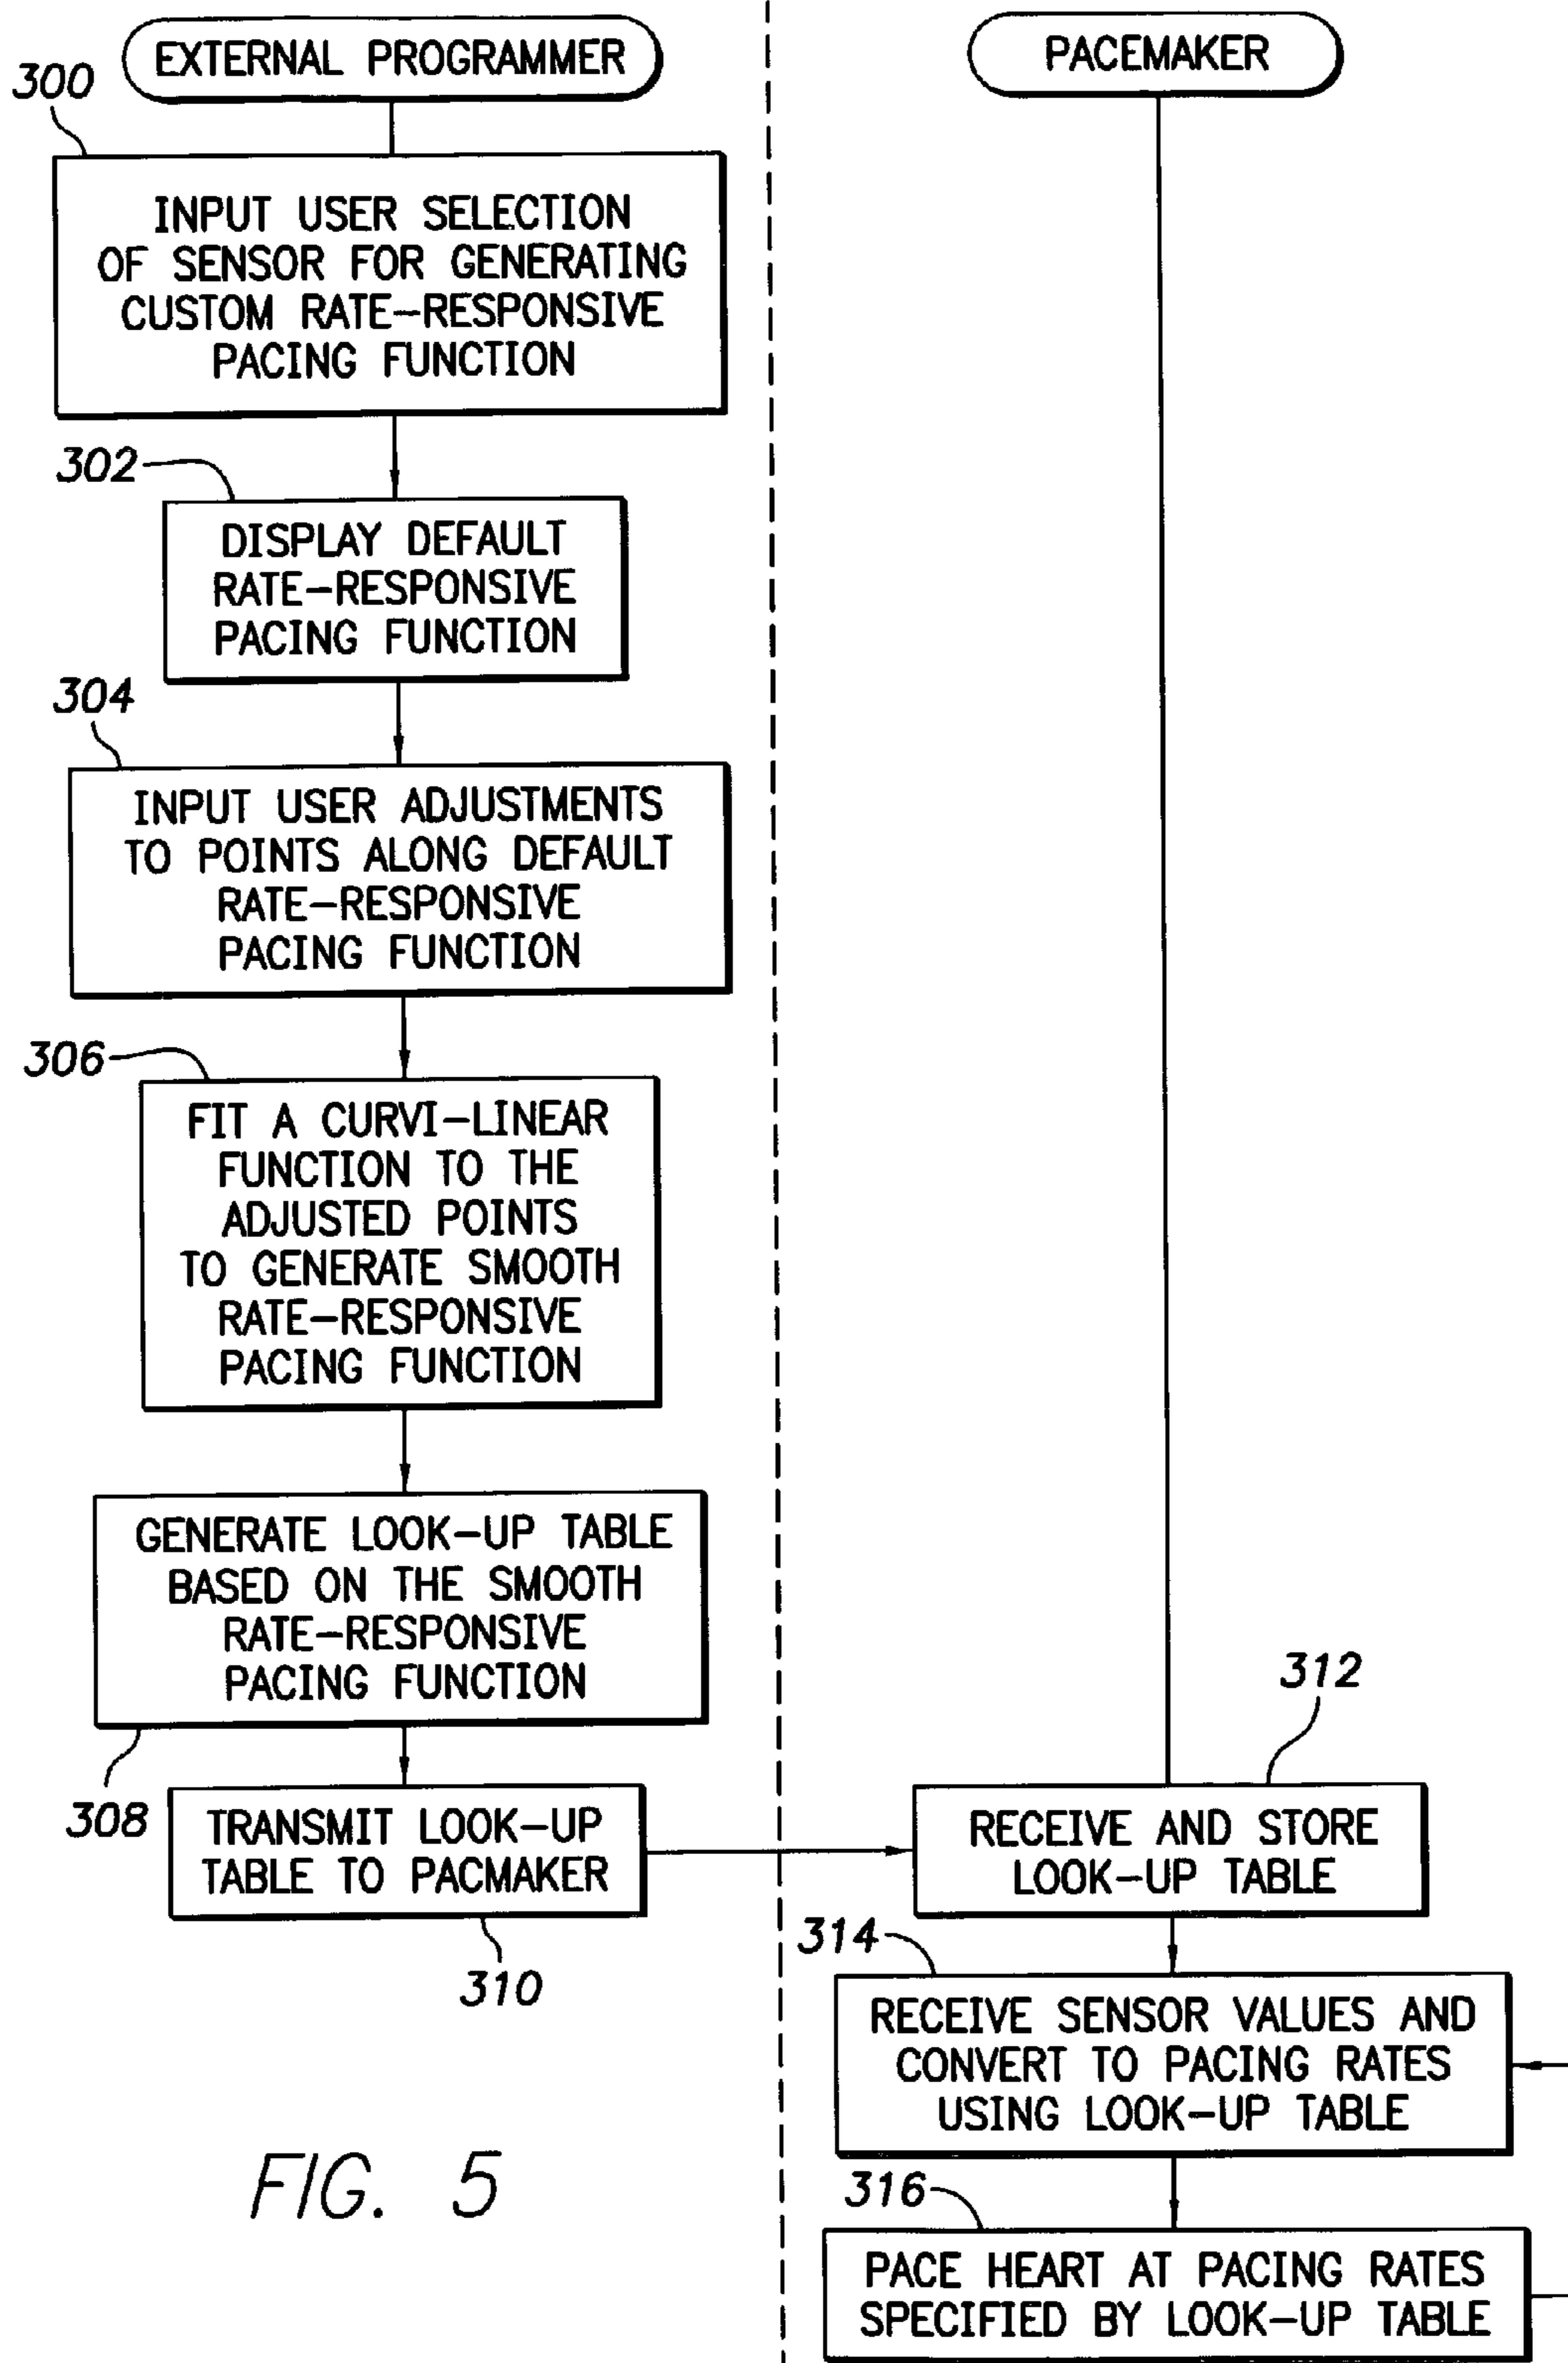 EXTERNAL PROGRAMMER
300
INPUT USER SELECTION
OF SENSOR FOR GENERATING
CUSTOM RATE-RESPONSIVE
PACING FUNCTION
302
DISPLAY DEFAULT
RATE-RESPONSIVE
PACING FUNCTION
304
INPUT USER ADJUSTMENTS
TO POINTS ALONG DEFAULT
RATE-RESPONSIVE
PACING FUNCTION
306
FIT A CURVI-LINEAR
FUNCTION TO THE
ADJUSTED POINTS
TO GENERATE SMOOTH
RATE-RESPONSIVE
PACING FUNCTION
GENERATE LOOK-UP TABLE
BASED ON THE SMOOTH
RATE-RESPONSIVE
PACING FUNCTION
308
TRANSMIT LOOK-UP
TABLE TO PACMAKER
310
PACEMAKER
312
RECEIVE AND STORE
LOOK-UP TABLE
314
RECEIVE SENSOR VALUES AND
CONVERT TO PACING RATES
USING LOOK-UP TABLE
316
PACE HEART AT PACING RATES
SPECIFIED BY LOOK-UP TABLE
FIG. 5